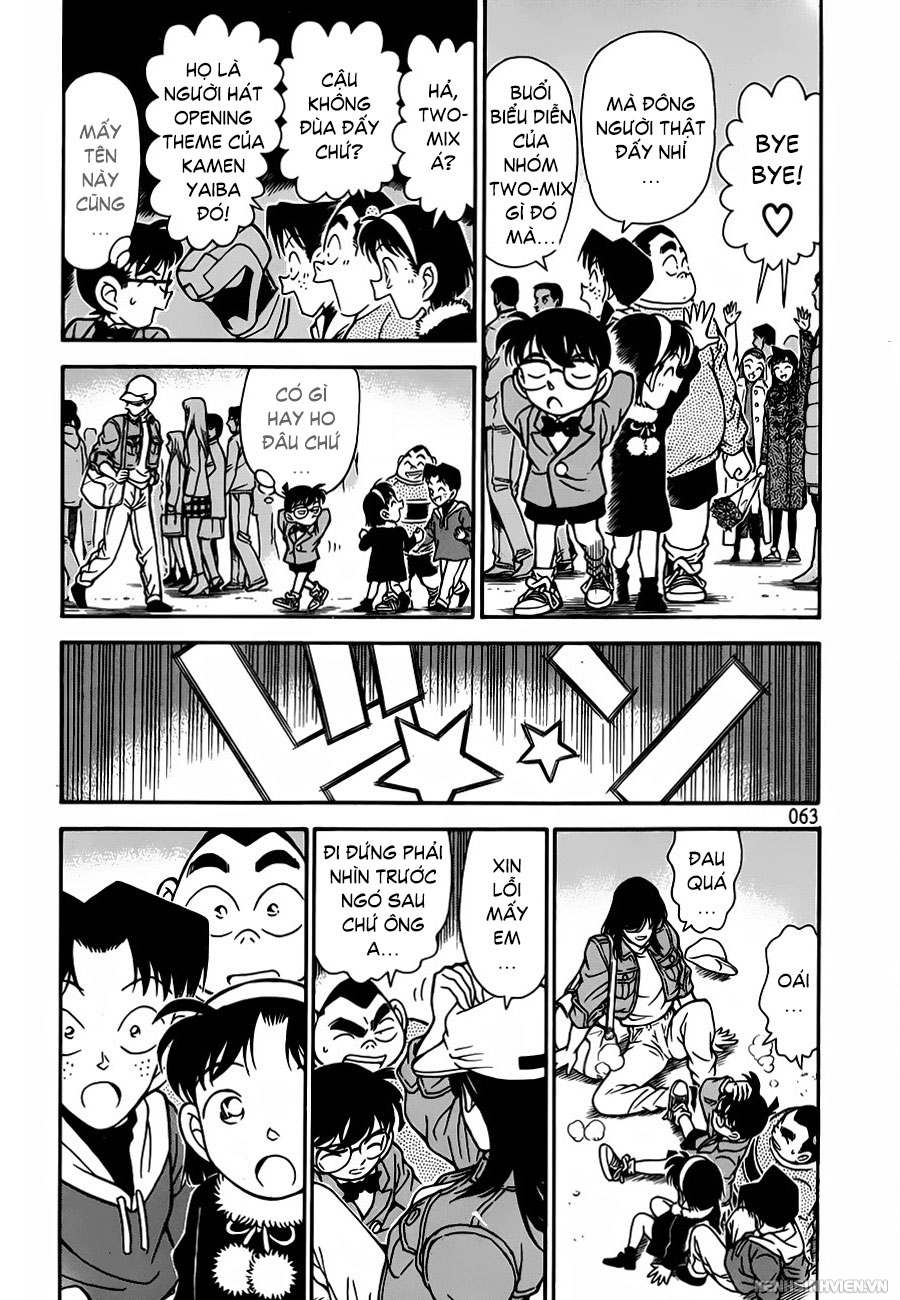 BYE
BYE!
♡
MÀ ĐÔNG
NGƯỜI THẬT
ĐẤY NHỈ
...
BUỔI
BIỂU DIỄN
CỦA
NHÓM
TWO-MIX
GÌ ĐÓ
MÀ...
HẢ,
TWO-
MIX
Á?
CẬU
KHÔNG
ĐÙA ĐẤY
CHỨ?
HỌ LÀ
NGƯỜI HÁT
OPENING
THEME CỦA
KAMEN
YAIBA
ĐÓ!
MẤY
TÊN
NÀY
CŨNG
...
CÓ GÌ
HAY HO
ĐÂU CHỨ
...
063
ĐAU
QUÁ
...
OÁI
...
XIN
LỖI
MẤY
EM
...
ĐI ĐỨNG PHẢI
NHÌN TRƯỚC
NGÓ SAU
CHỨ ÔNG
A...
KENHSINHVIEN.VN